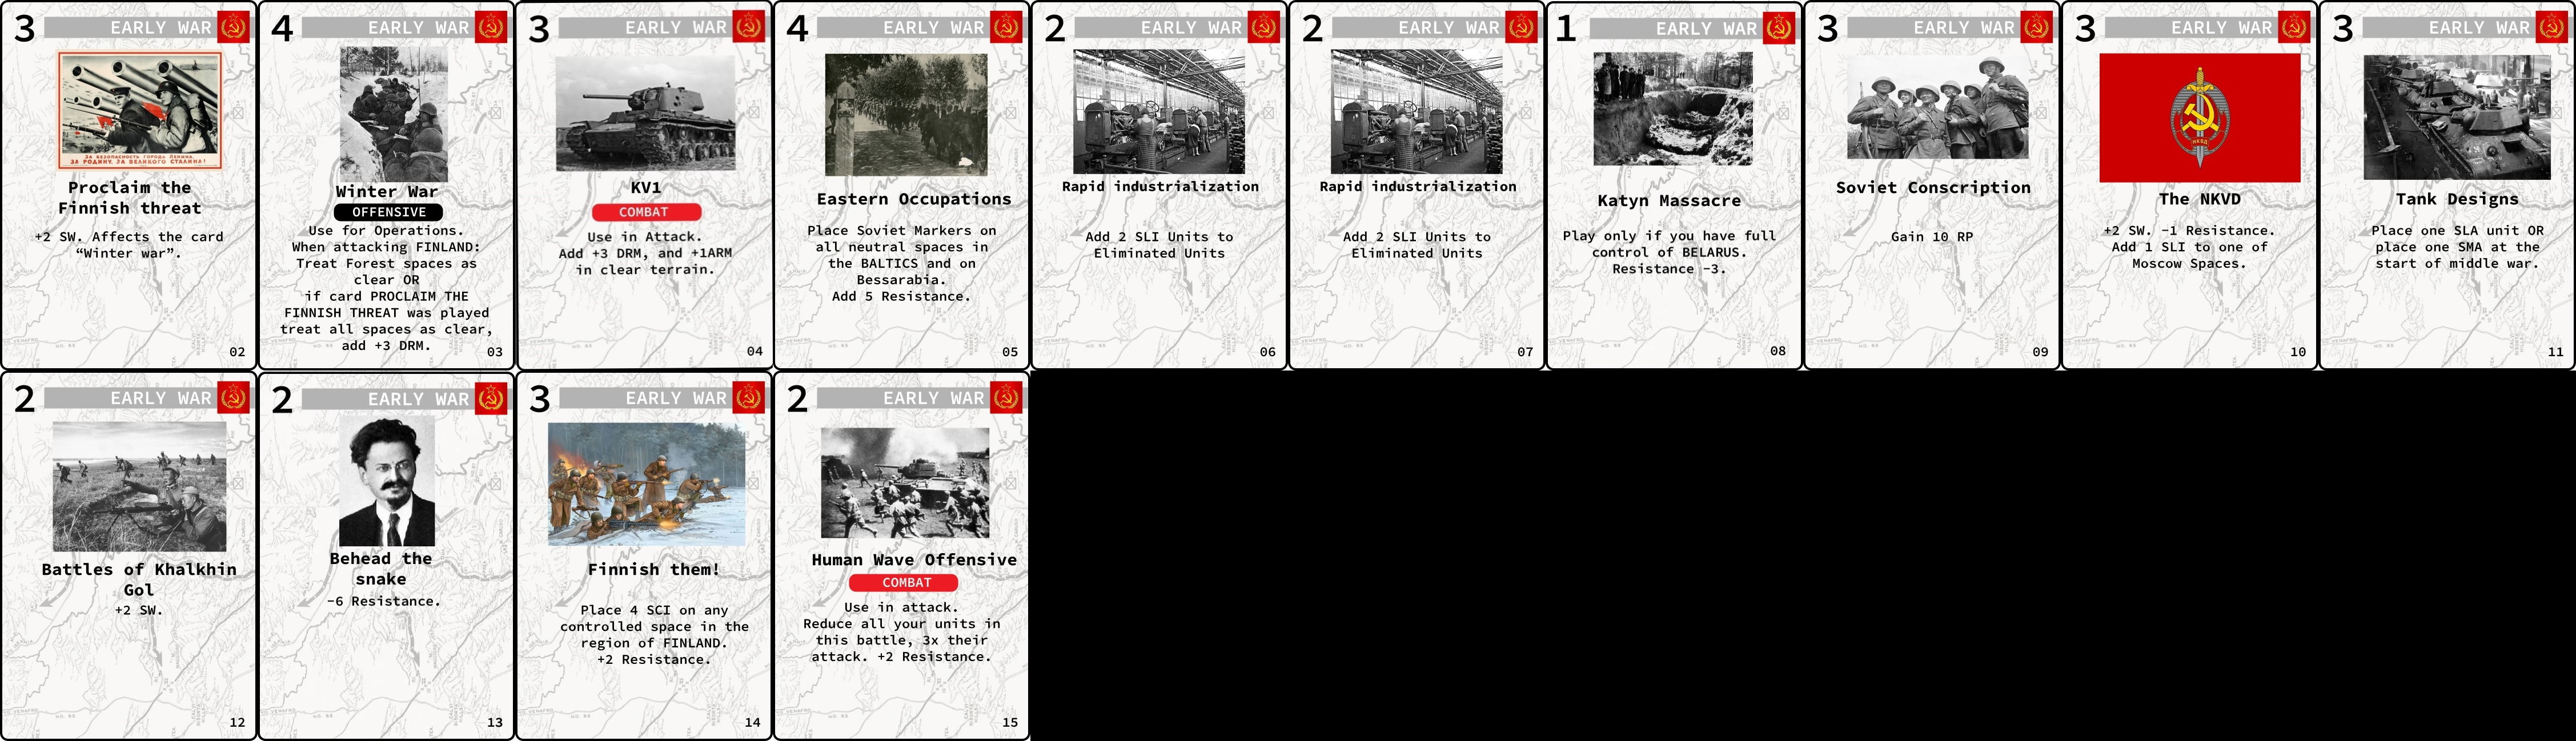 3
EARLY WAR
ЗА БЕЗОПАСНОСТЬ ГОРОДА ЛЕНИНА,
ЗА РОДИНУ, ЗА ВЕЛИКОГО СТАЛИНА!
Proclaim the
Finnish threat
+2 SW. Affects the card
“Winter war”.
02
4
EARLY WAR
Winter War
OFFENSIVE
Use for Operations.
When attacking FINLAND:
Treat Forest spaces as
clear OR
if card PROCLAIM THE
FINNISH THREAT was played
treat all spaces as clear,
add +3 DRM.
03
3
EARLY WAR
KV1
COMBAT
Use in Attack.
Add +3 DRM, and +1ARM
in clear terrain.
04
4
EARLY WAR
Eastern Occupations
Place Soviet Markers on
all neutral spaces in
the BALTICS and on
Bessarabia.
Add 5 Resistance.
05
2
EARLY WAR
Rapid industrialization
Add 2 SLI Units to
Eliminated Units
06
2
EARLY WAR
Rapid industrialization
Add 2 SLI Units to
Eliminated Units
07
1
EARLY WAR
Katyn Massacre
Play only if you have full
control of BELARUS.
Resistance -3.
08
3
EARLY WAR
Soviet Conscription
Gain 10 RP
09
3
EARLY WAR
НКВД
The NKVD
+2 SW. -1 Resistance.
Add 1 SLI to one of
Moscow Spaces.
10
3
EARLY WAR
Tank Designs
Place one SLA unit OR
place one SMA at the
start of middle war.
11
2
EARLY WAR
Battles of Khalkhin
Gol
+2 SW.
12
2
EARLY WAR
Behead the
snake
-6 Resistance.
13
3
EARLY WAR
Finnish them!
Place 4 SCI on any
controlled space in the
region of FINLAND.
+2 Resistance.
14
2
EARLY WAR
Human Wave Offensive
COMBAT
Use in attack.
Reduce all your units in
this battle, 3x their
attack. +2 Resistance.
15